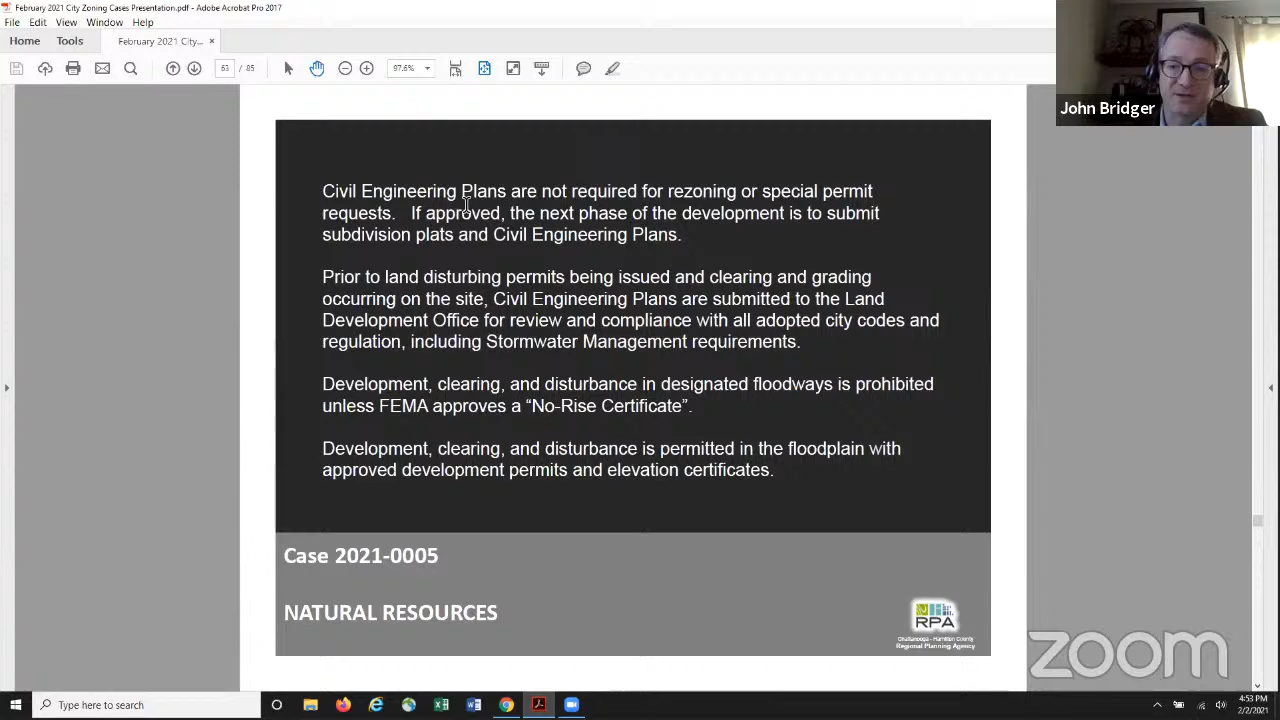 February 2021 City Zoning Cases Presentation.pdf - Adobe Acrobat Pro 2017
File Edit View Window Help
Home Tools February 2021 City... ×
63 / 85 97.6%
John Bridger
Civil Engineering Plans are not required for rezoning or special permit
requests. If approved, the next phase of the development is to submit
subdivision plats and Civil Engineering Plans.
Prior to land disturbing permits being issued and clearing and grading
occurring on the site, Civil Engineering Plans are submitted to the Land
Development Office for review and compliance with all adopted city codes and
regulation, including Stormwater Management requirements.
Development, clearing, and disturbance in designated floodways is prohibited
unless FEMA approves a “No-Rise Certificate”.
Development, clearing, and disturbance is permitted in the floodplain with
approved development permits and elevation certificates.
Case 2021-0005
NATURAL RESOURCES
RPA
Chattanooga - Hamilton County
Regional Planning Agency
zoom
Type here to search
4:53 PM
2/2/2021